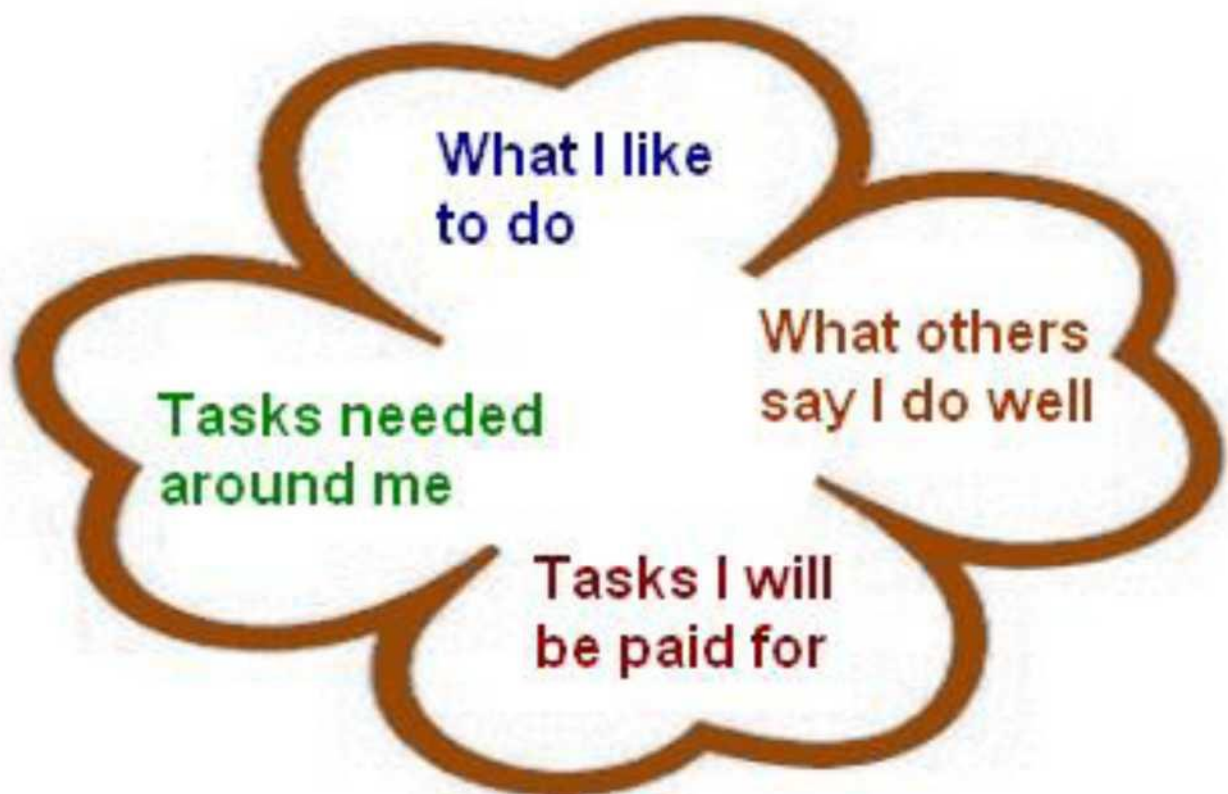 What I like
to do
What others
say I do well
Tasks needed
around me
Tasks I will
be paid for